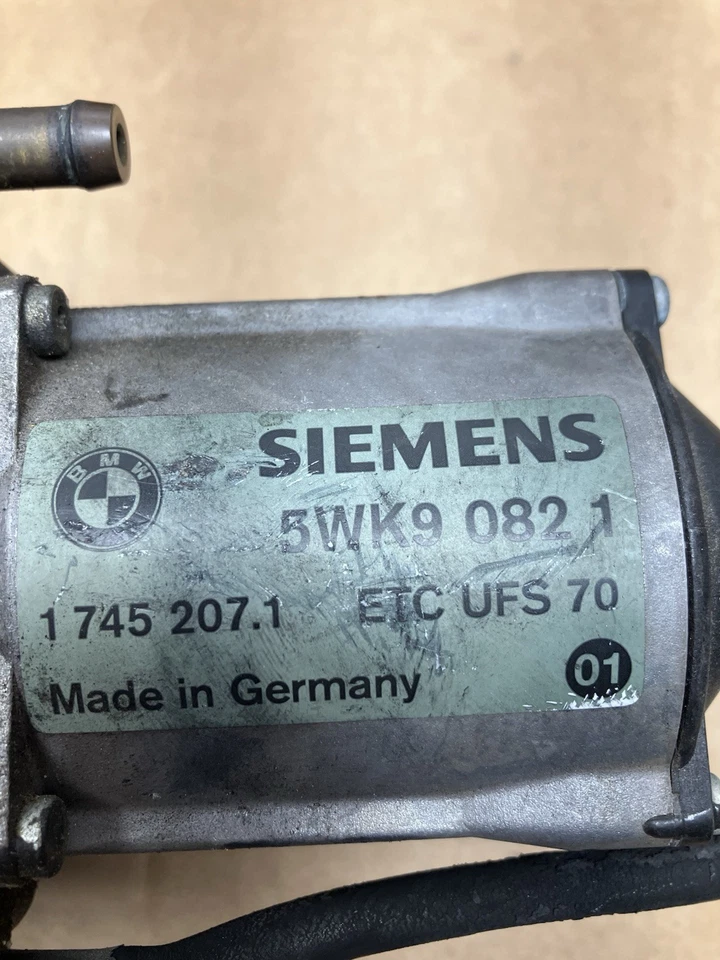 BMW
SIEMENS
5WK9 082 1
1 745 207.1 ETC UFS 70
Made in Germany 01